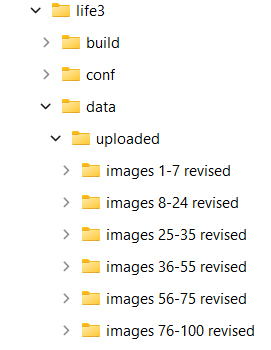 life3
build
conf
data
uploaded
images 1-7 revised
images 8-24 revised
images 25-35 revised
images 36-55 revised
images 56-75 revised
images 76-100 revised